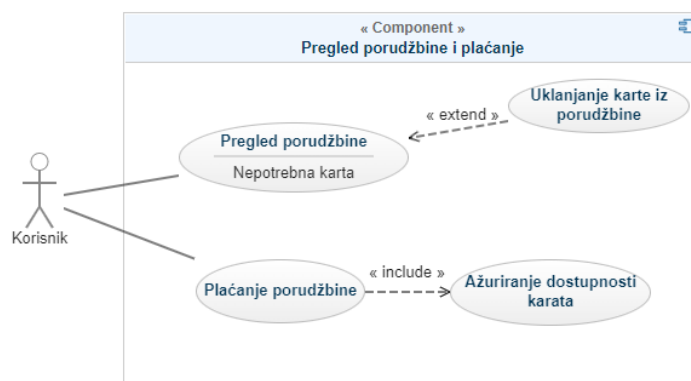 « Component »
Pregled porudžbine i plaćanje
Uklanjanje karte iz
porudžbine
« extend »
Pregled porudžbine
Nepotrebna karta
Korisnik
« include »
Plaćanje porudžbine
Ažuriranje dostupnosti
karata